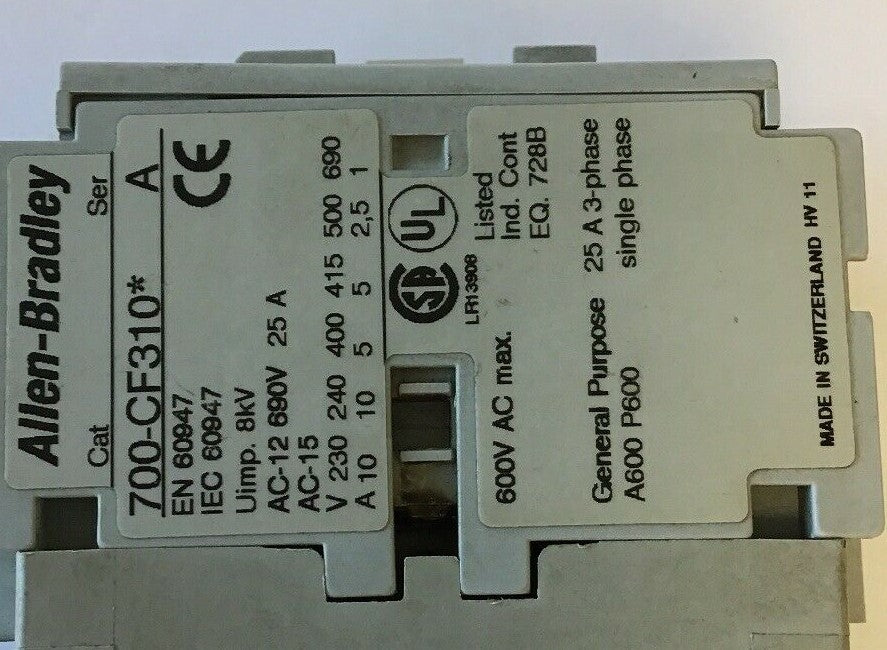 Allen-Bradley
Cat Ser
700-CF310* A
EN 60947
IEC 60947
CE
Uimp. 8kV
AC-12 690V 25 A
AC-15
V 230 240 400 415 500 690
A 10 10 5 5 2,5 1
SA UL
LR13908
Listed
Ind. Cont
EQ. 728B
600V AC max.
General Purpose 25 A 3-phase
A600 P600 single phase
MADE IN SWITZERLAND HV 11